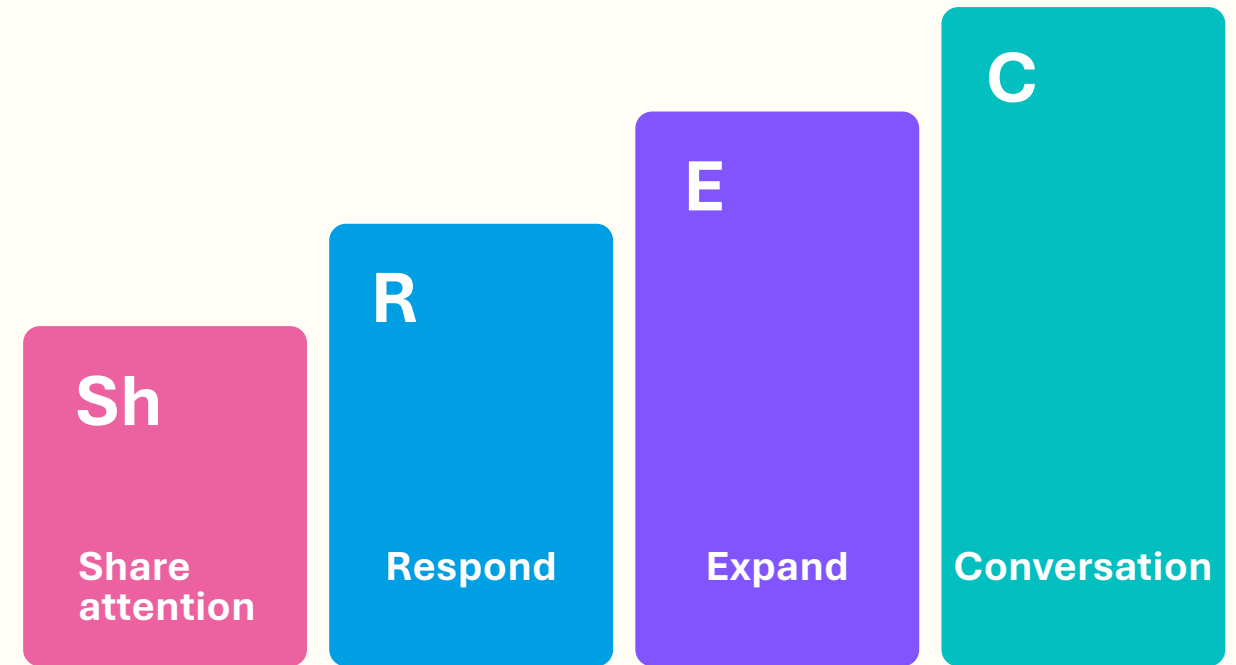 Sh
Share
attention
R
Respond
E
Expand
C
Conversation